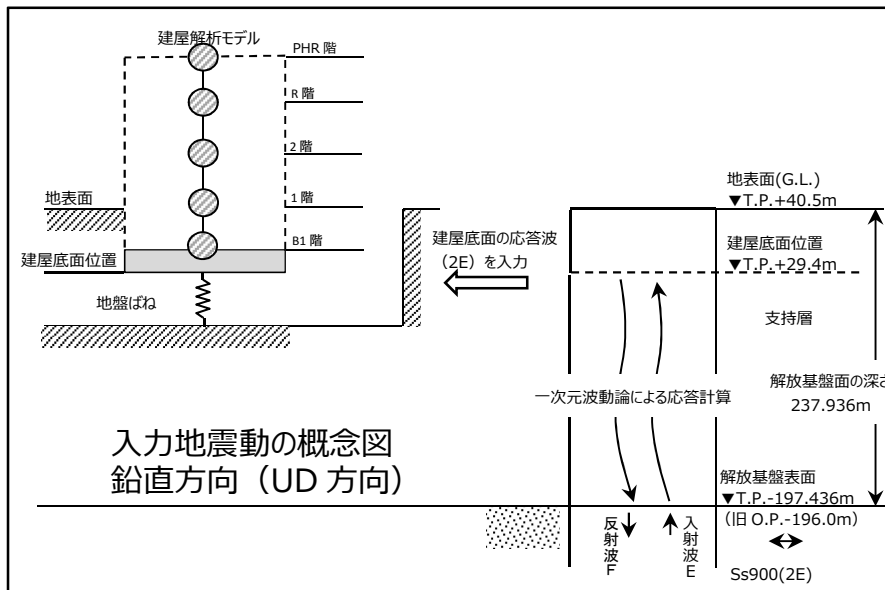 建屋解析モデル
PHR 階
R 階
2 階
1 階
B1 階
地表面
建屋底面位置
地盤ばね
建屋底面の応答波
（2E）を入力
地表面(G.L.)
▼T.P.+40.5m
建屋底面位置
▼T.P.+29.4m
支持層
一次元波動論による応答計算
解放基盤面の深さ
237.936m
入力地震動の概念図
鉛直方向（UD 方向）
解放基盤表面
▼T.P.-197.436m
（旧 O.P.-196.0m）
反射波F
入射波E
Ss900(2E)